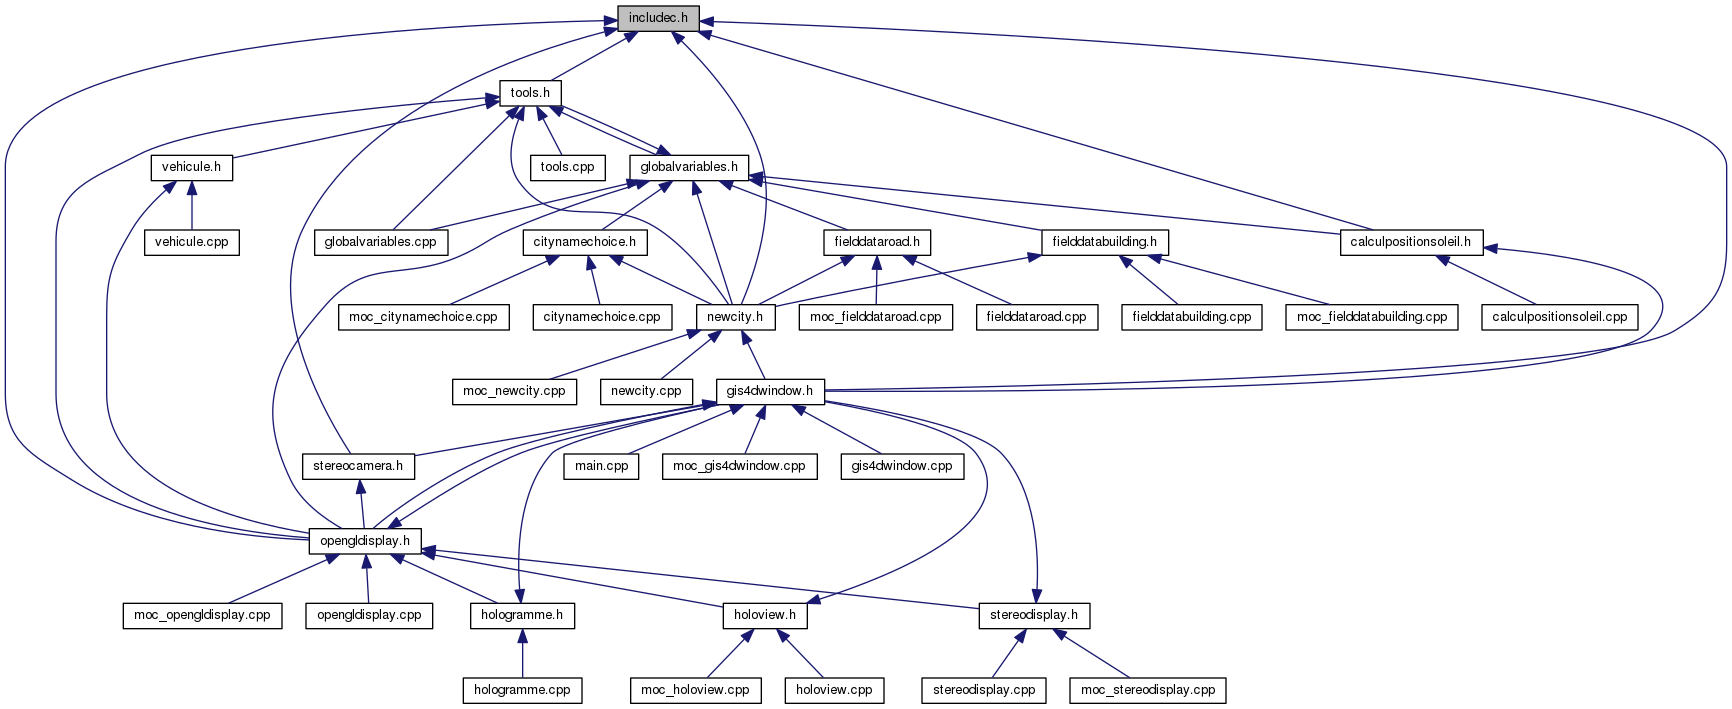 includec.h
tools.h
vehicule.h
tools.cpp
globalvariables.h
vehicule.cpp
globalvariables.cpp
citynamechoice.h
fielddataroad.h
fielddatabuilding.h
calculpositionsoleil.h
moc_citynamechoice.cpp
citynamechoice.cpp
newcity.h
moc_fielddataroad.cpp
fielddataroad.cpp
fielddatabuilding.cpp
moc_fielddatabuilding.cpp
calculpositionsoleil.cpp
moc_newcity.cpp
newcity.cpp
gis4dwindow.h
stereocamera.h
main.cpp
moc_gis4dwindow.cpp
gis4dwindow.cpp
opengldisplay.h
moc_opengldisplay.cpp
opengldisplay.cpp
hologramme.h
holoview.h
stereodisplay.h
hologramme.cpp
moc_holoview.cpp
holoview.cpp
stereodisplay.cpp
moc_stereodisplay.cpp